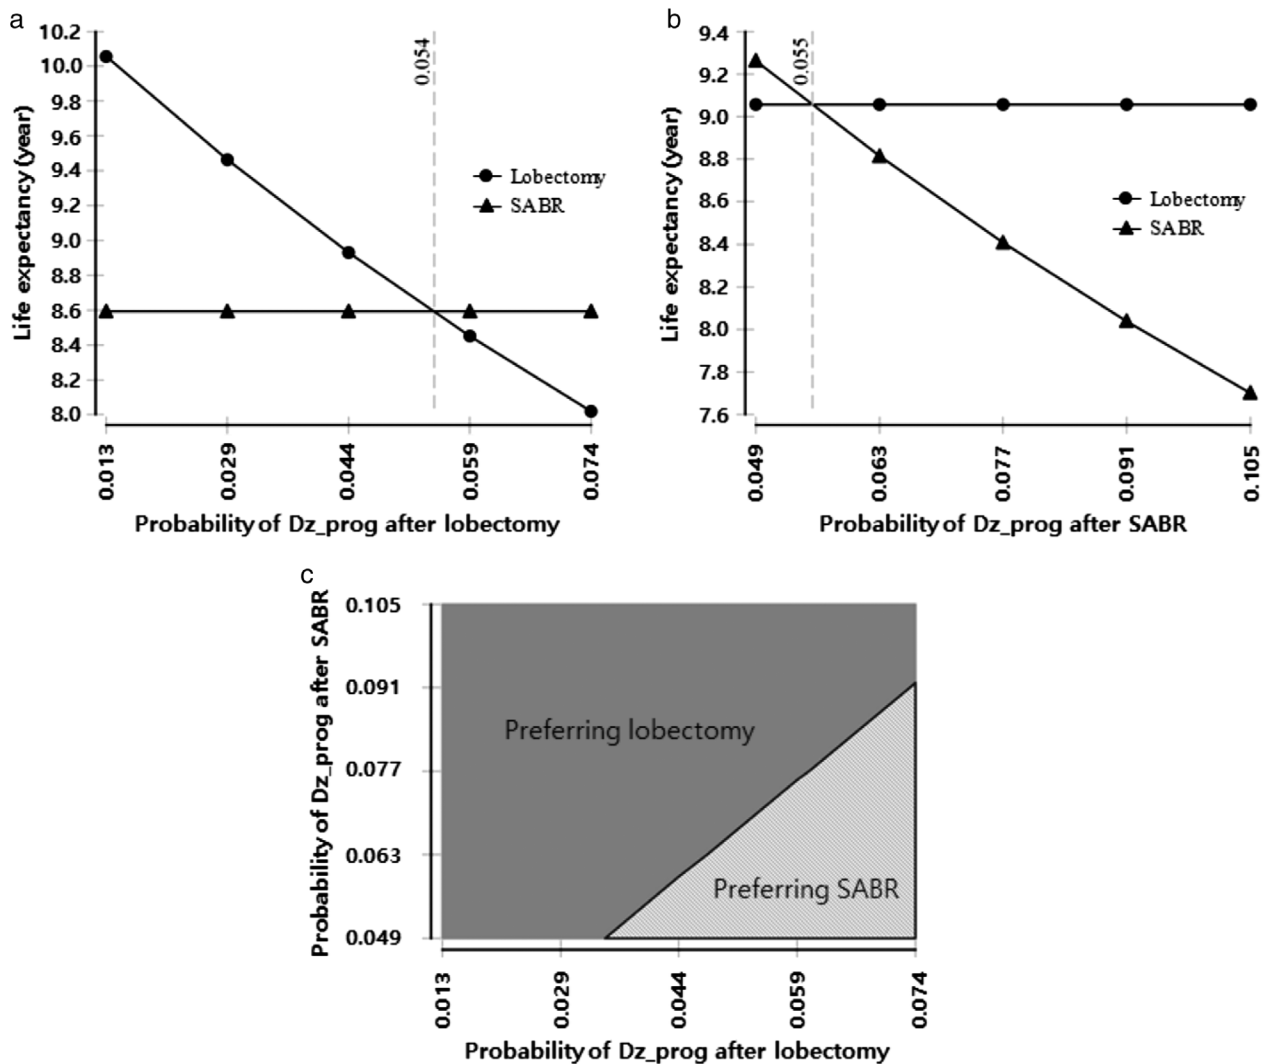 a
10.2
10.0
9.8
9.6
9.4
9.2
9.0
8.8
8.6
8.4
8.2
8.0
Life expectancy (year)
0.054
Lobectomy
SABR
0.013
0.029
0.044
0.059
0.074
Probability of Dz_prog after lobectomy
b
9.4
9.2
9.0
8.8
8.6
8.4
8.2
8.0
7.8
7.6
Life expectancy (year)
0.055
Lobectomy
SABR
0.049
0.063
0.077
0.091
0.105
Probability of Dz_prog after SABR
c
0.105
0.091
0.077
0.063
0.049
Probability of Dz_prog after SABR
Preferring lobectomy
Preferring SABR
0.013
0.029
0.044
0.059
0.074
Probability of Dz_prog after lobectomy